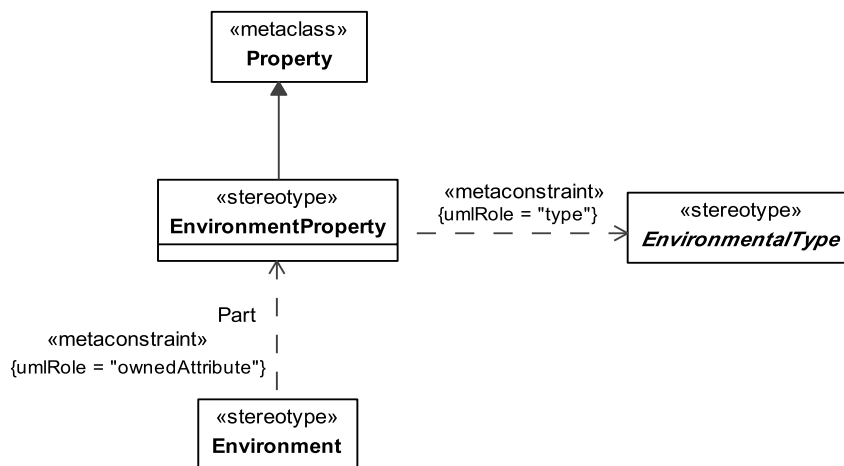 «metaclass»
Property
«stereotype»
EnvironmentProperty
«metaconstraint»
{umlRole = "type"}
«stereotype»
EnvironmentalType
Part
«metaconstraint»
{umlRole = "ownedAttribute"}
«stereotype»
Environment